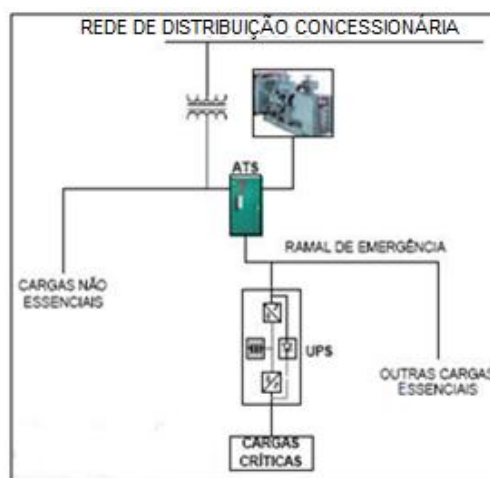 REDE DE DISTRIBUIÇÃO CONCESSIONÁRIA
ATS
RAMAL DE EMERGÊNCIA
CARGAS NÃO
ESSENCIAIS
UPS
OUTRAS CARGAS
ESSENCIAIS
CARGAS
CRÍTICAS